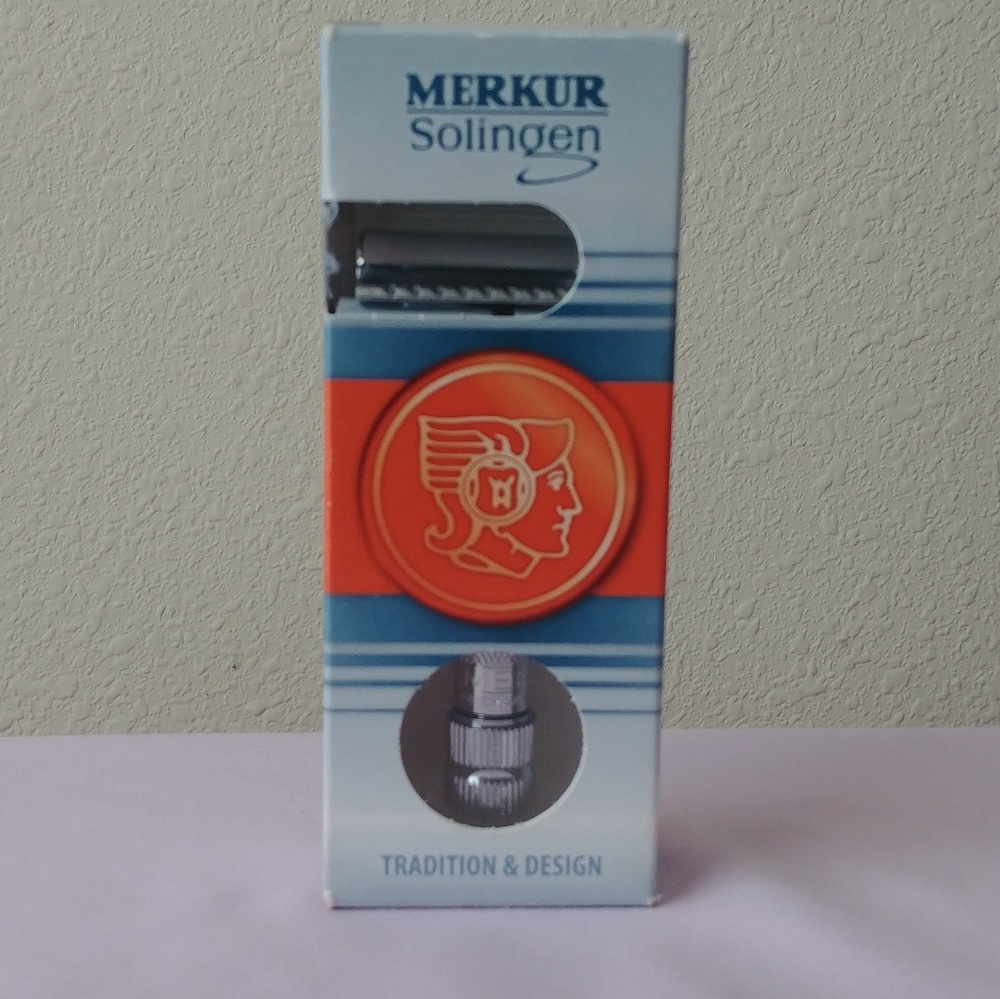 MERKUR
Solingen
TRADITION & DESIGN